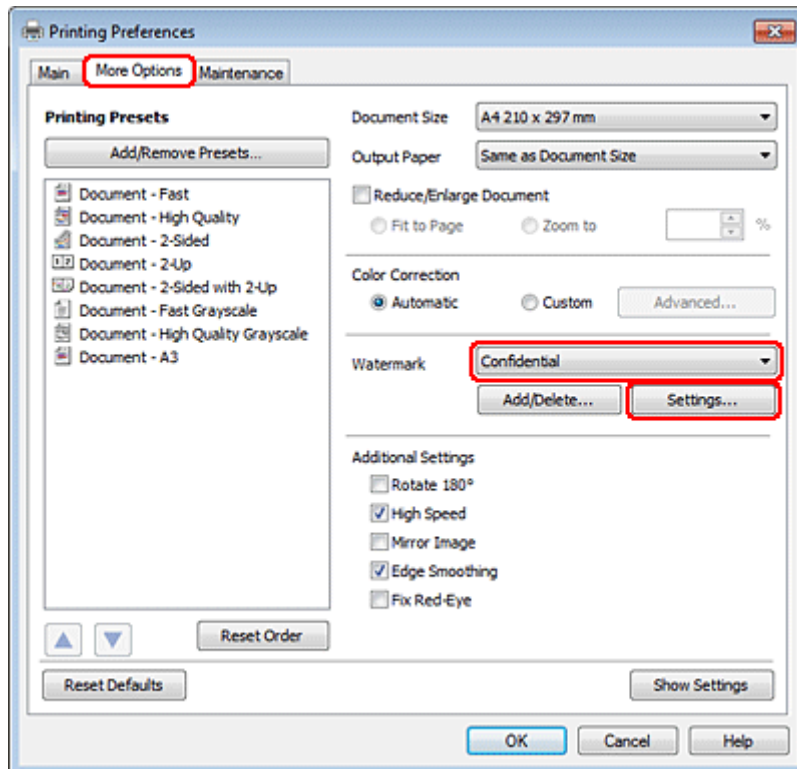 Printing Preferences
Main
More Options
Maintenance
Printing Presets
Add/Remove Presets...
Document - Fast
Document - High Quality
Document - 2-Sided
Document - 2-Up
Document - 2-Sided with 2-Up
Document - Fast Grayscale
Document - High Quality Grayscale
Document - A3
Reset Order
Document Size
A4 210 x 297 mm
Output Paper
Same as Document Size
Reduce/Enlarge Document
Fit to Page
Zoom to
%
Color Correction
Automatic
Custom
Advanced...
Watermark
Confidential
Add/Delete...
Settings...
Additional Settings
Rotate 180°
High Speed
Mirror Image
Edge Smoothing
Fix Red-Eye
Reset Defaults
Show Settings
OK
Cancel
Help